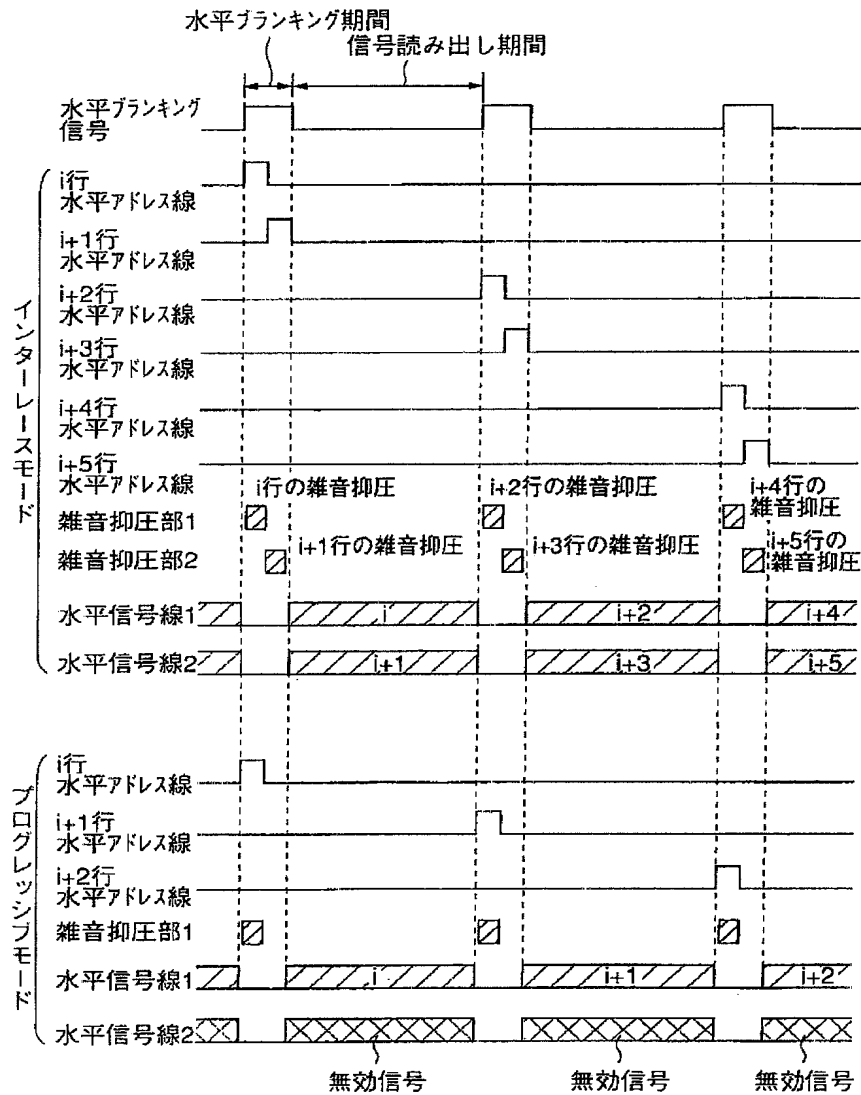 水平ブランキング期間
信号読み出し期間
水平ブランキング
信号
インターレースモード
i行
水平アドレス線
i+1行
水平アドレス線
i+2行
水平アドレス線
i+3行
水平アドレス線
i+4行
水平アドレス線
i+5行
水平アドレス線
i行の雑音抑圧
i+2行の雑音抑圧
i+4行の
雑音抑圧
雑音抑圧部1
雑音抑圧部2
i+1行の雑音抑圧
i+3行の雑音抑圧
i+5行の
雑音抑圧
水平信号線1
i
i+2
i+4
水平信号線2
i+1
i+3
i+5
プログレッシブモード
i行
水平アドレス線
i+1行
水平アドレス線
i+2行
水平アドレス線
雑音抑圧部1
水平信号線1
i
i+1
i+2
水平信号線2
無効信号
無効信号
無効信号